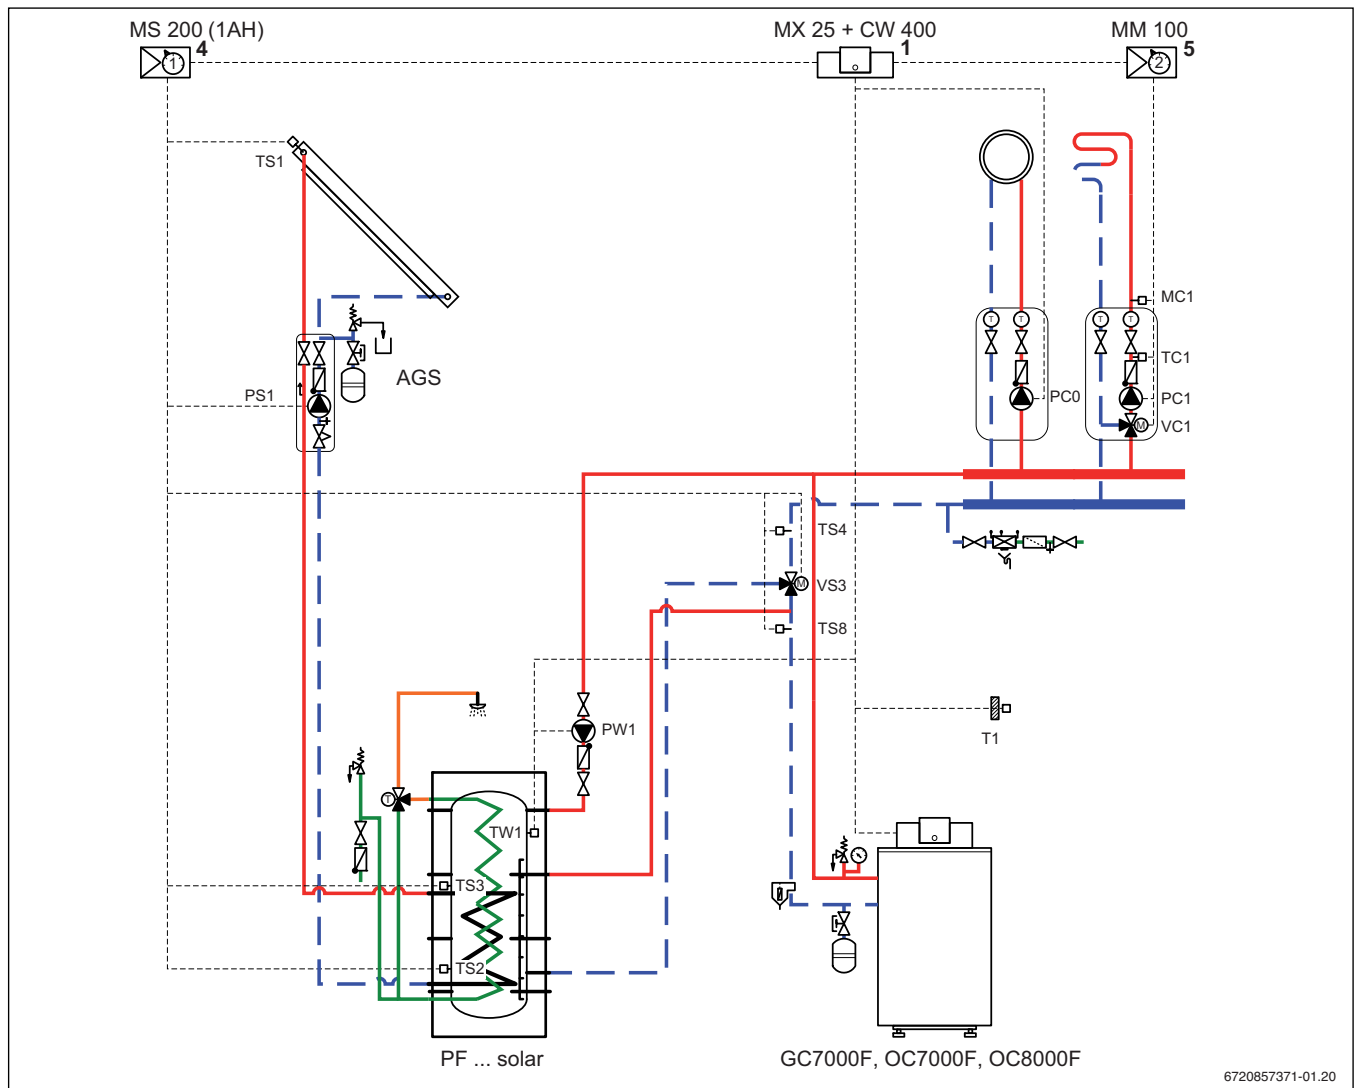 MS 200 (1AH)
4
1
MX 25 + CW 400
1
MM 100
5
2
TS1
MC1
T
T
T
T
TC1
AGS
PS1
PC0
PC1
VC1
M
TS4
M
VS3
TS8
PW1
T1
T
TW1
TS3
TS2
PF ... solar
GC7000F, OC7000F, OC8000F
6720857371-01.20